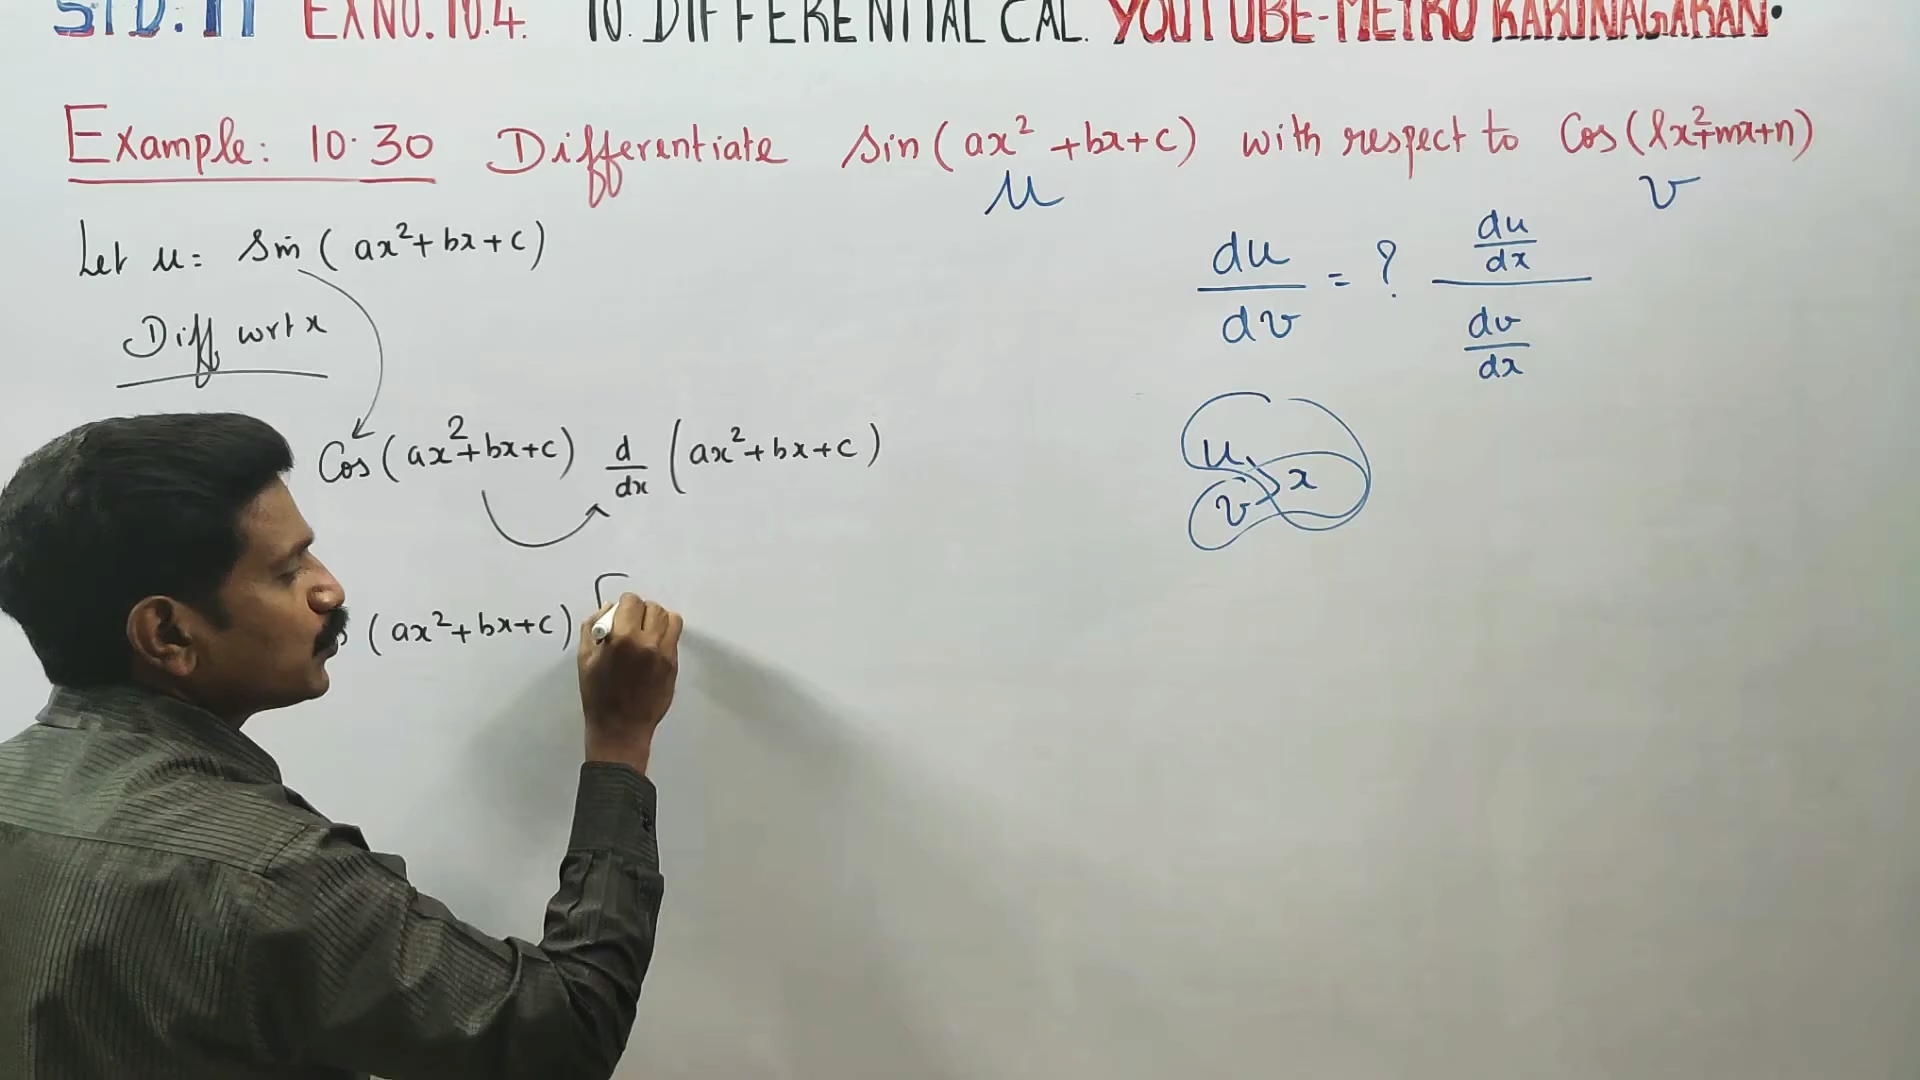 STD. 11 EX NO. 10.4. 10. DIFFERENTIAL CAL. YOUTUBE-METRO KARUNAGARAN.
Example: 10.30 Differentiate sin(ax²+bx+c) with respect to Cos(lx²+mx+n)
u v
Let u = Sin(ax²+bx+c)
Diff wrt x
Cos(ax²+bx+c) d/dx (ax²+bx+c)
(ax²+bx+c) [
du/dv = ? du/dx / dv/dx
u
v x